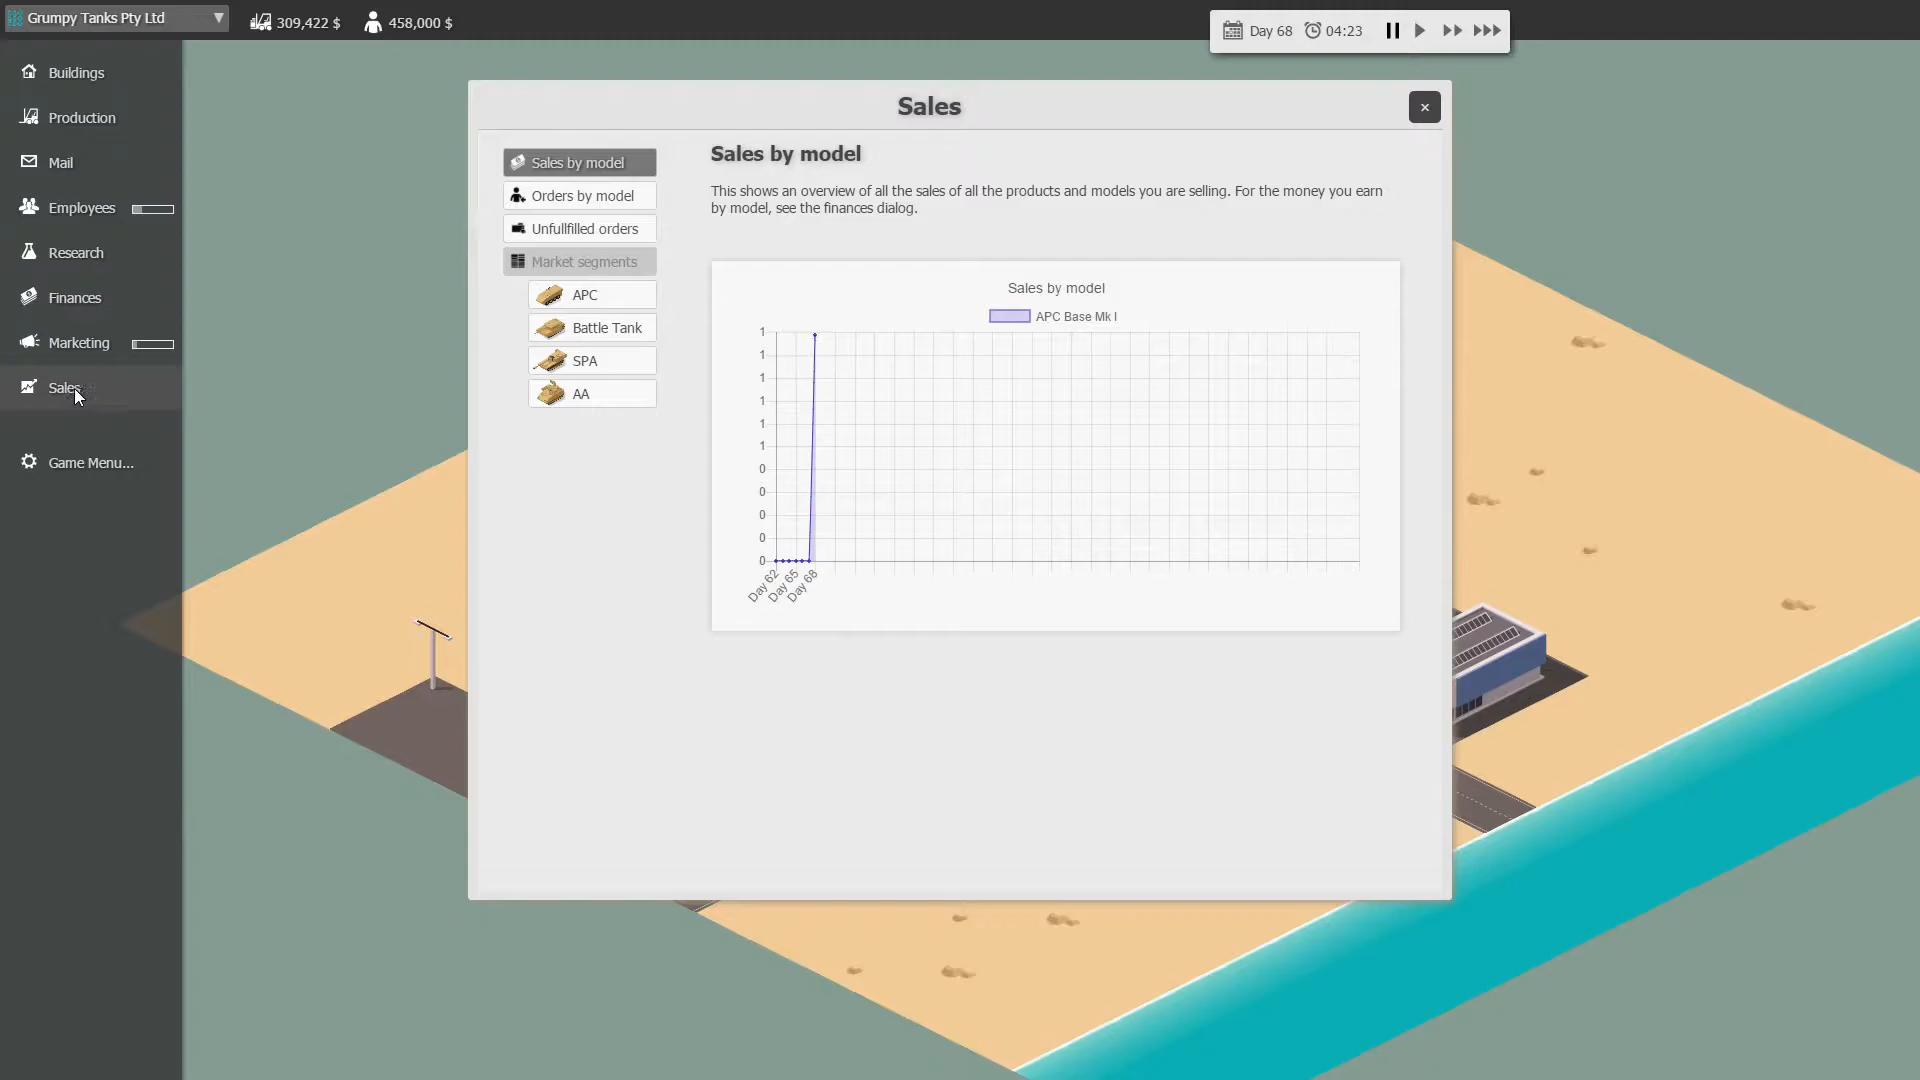 Grumpy Tanks Pty Ltd
309,422 $
458,000 $
Day 68
04:23
Buildings
Production
Mail
Employees
Research
Finances
Marketing
Sales
Game Menu...
Sales
×
Sales by model
Orders by model
Unfullfilled orders
Market segments
APC
Battle Tank
SPA
AA
Sales by model
This shows an overview of all the sales of all the products and models you are selling. For the money you earn
by model, see the finances dialog.
Sales by model
APC Base Mk I
1
1
1
1
1
1
0
0
0
0
0
Day 62
Day 65
Day 68